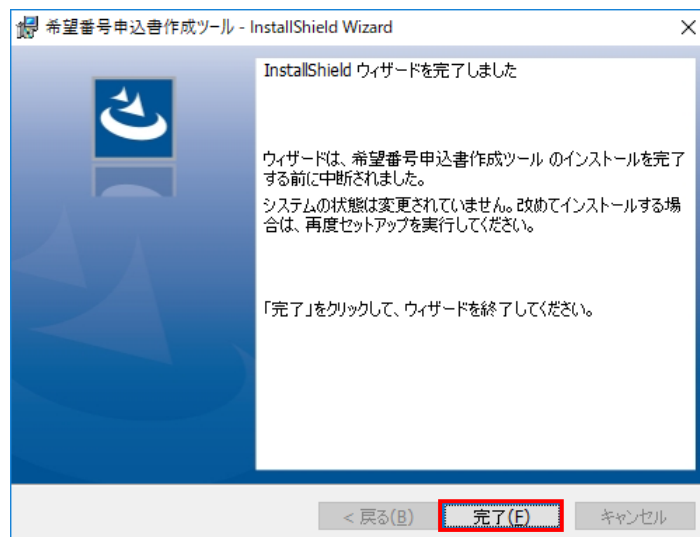 希望番号申込書作成ツール - InstallShield Wizard
InstallShield ウィザードを完了しました
ウィザードは、希望番号申込書作成ツール のインストールを完了
する前に中断されました。
システムの状態は変更されていません。改めてインストールする場
合は、再度セットアップを実行してください。
「完了」をクリックして、ウィザードを終了してください。
< 戻る(B)
完了(F)
キャンセル